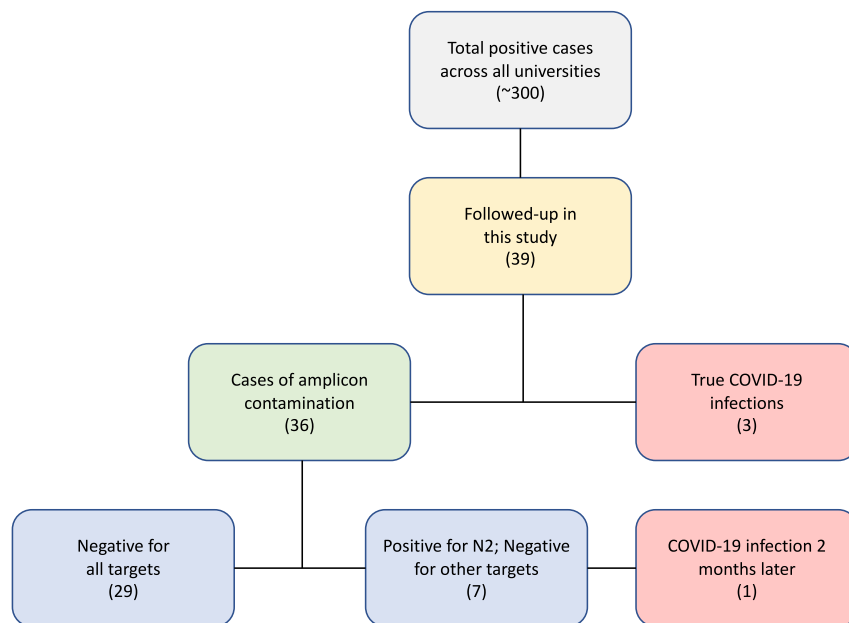 Total positive cases
across all universities
(~300)
Followed-up in
this study
(39)
Cases of amplicon
contamination
(36)
True COVID-19
infections
(3)
Negative for
all targets
(29)
Positive for N2; Negative
for other targets
(7)
COVID-19 infection 2
months later
(1)